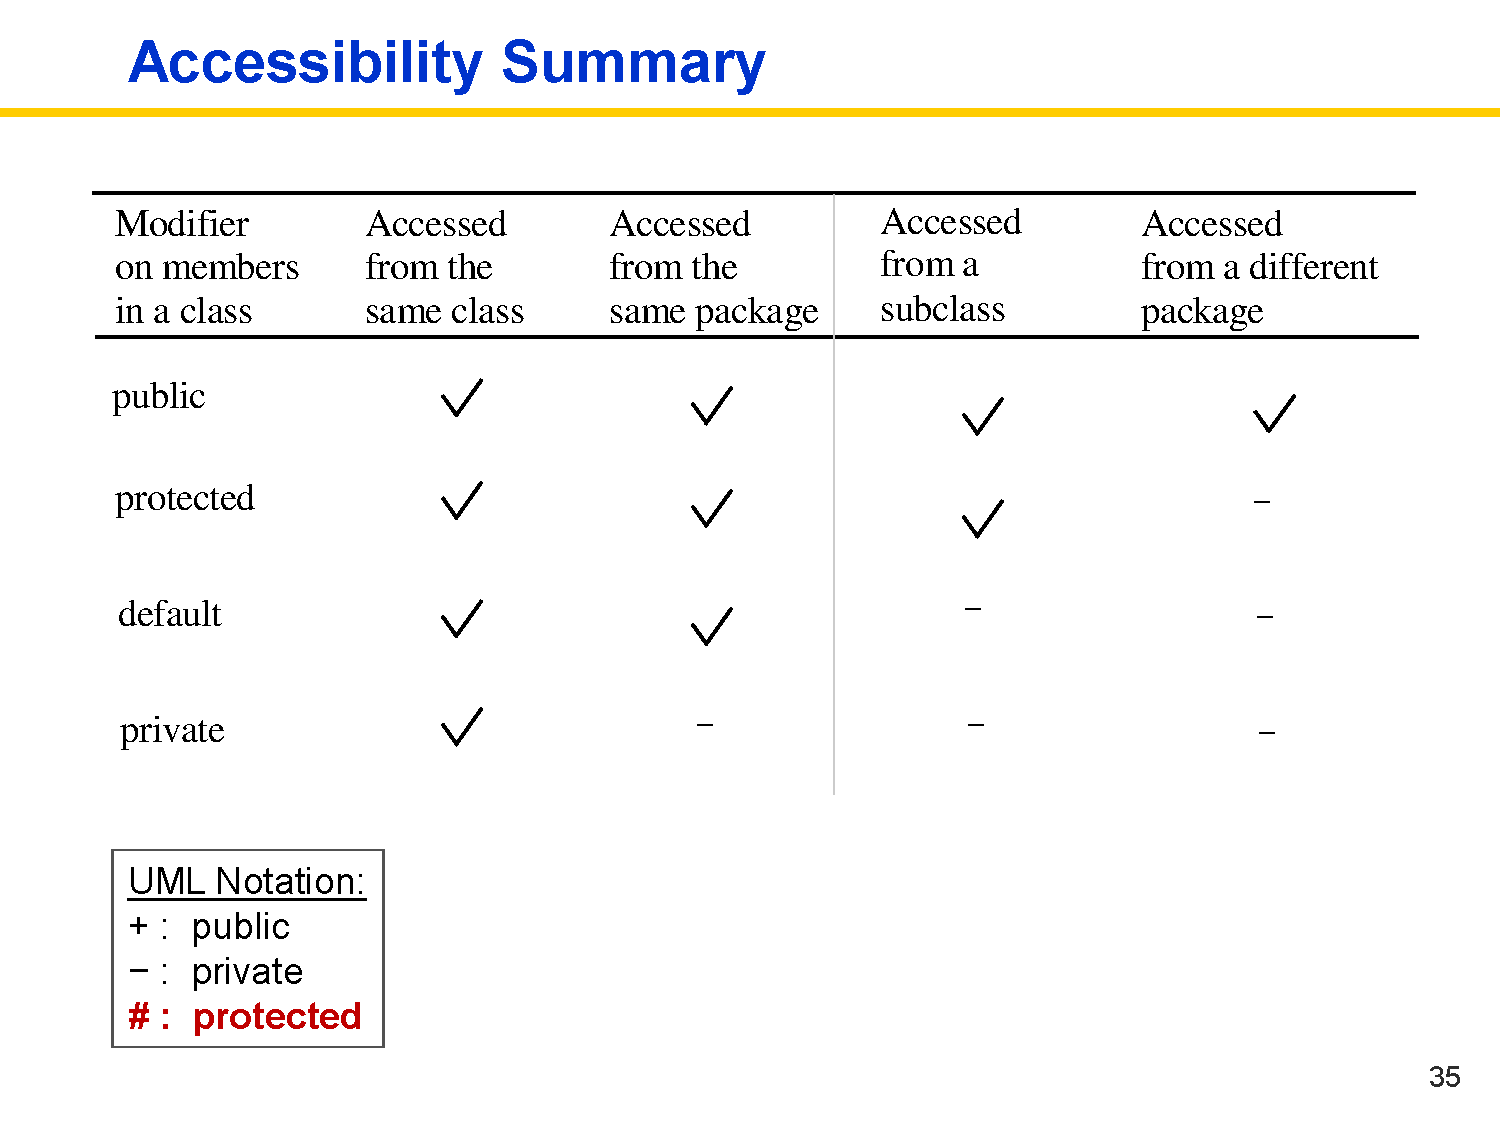 Accessibility Summary
Modifier Accessed Accessed Accessed Accessed
on members from the from the from a from a different
in a class same class same package subclass package
public ✓ ✓ ✓ ✓
protected ✓ ✓ ✓ –
default ✓ ✓ – –
private ✓ – – –
UML Notation:
+ : public
− : private
# : protected
35